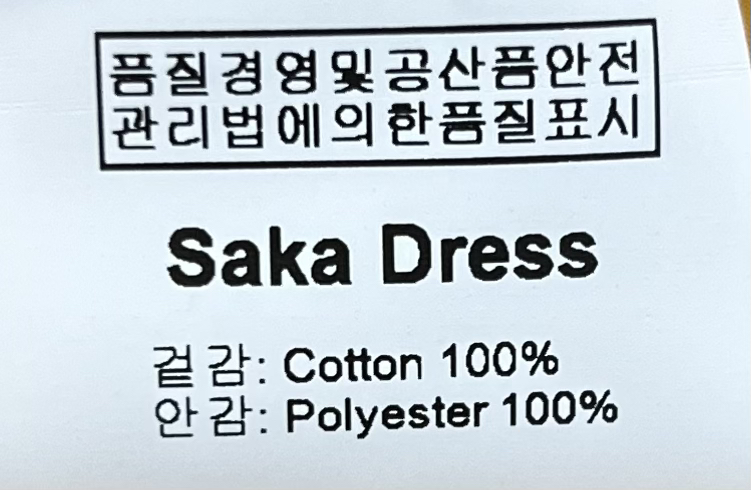 품질경영및공산품안전
관리법에의한품질표시
Saka Dress
겉감: Cotton 100%
안감: Polyester 100%